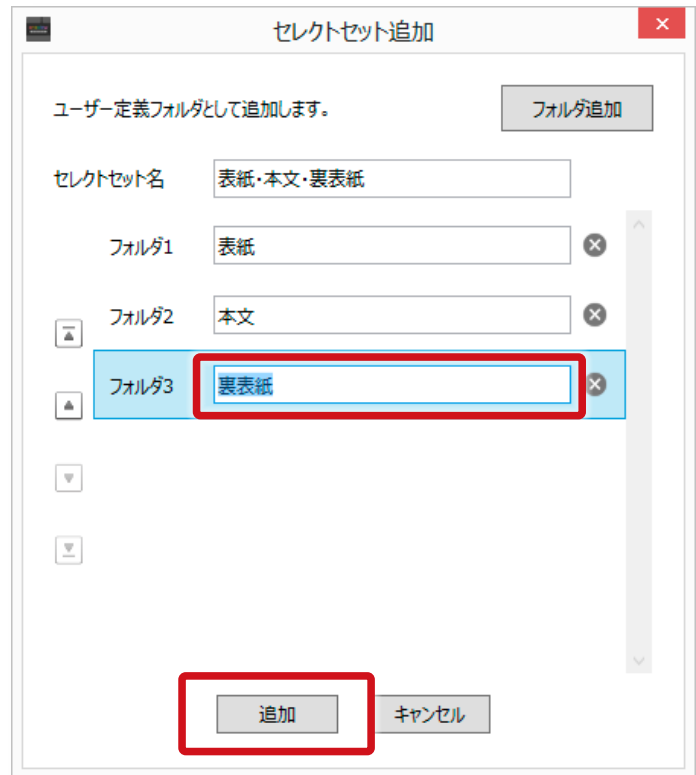 セレクトセット追加
ユーザー定義フォルダとして追加します。
フォルダ追加
セレクトセット名
表紙・本文・裏表紙
フォルダ1
表紙
フォルダ2
本文
フォルダ3
裏表紙
追加
キャンセル